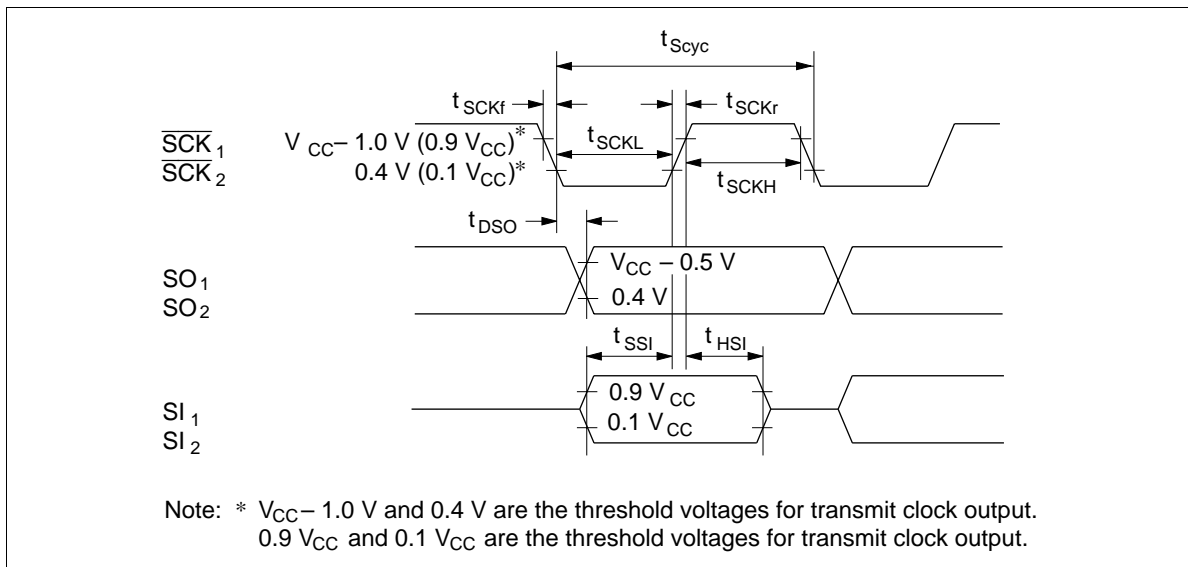 tScyc
tSCKf
tSCKr
SCK1
VCC – 1.0 V (0.9 VCC)*
tSCKL
SCK2
0.4 V (0.1 VCC)*
tSCKH
tDSO
SO1
VCC – 0.5 V
SO2
0.4 V
tSSI
tHSI
SI1
0.9 VCC
SI2
0.1 VCC
Note: * VCC – 1.0 V and 0.4 V are the threshold voltages for transmit clock output.
0.9 VCC and 0.1 VCC are the threshold voltages for transmit clock output.